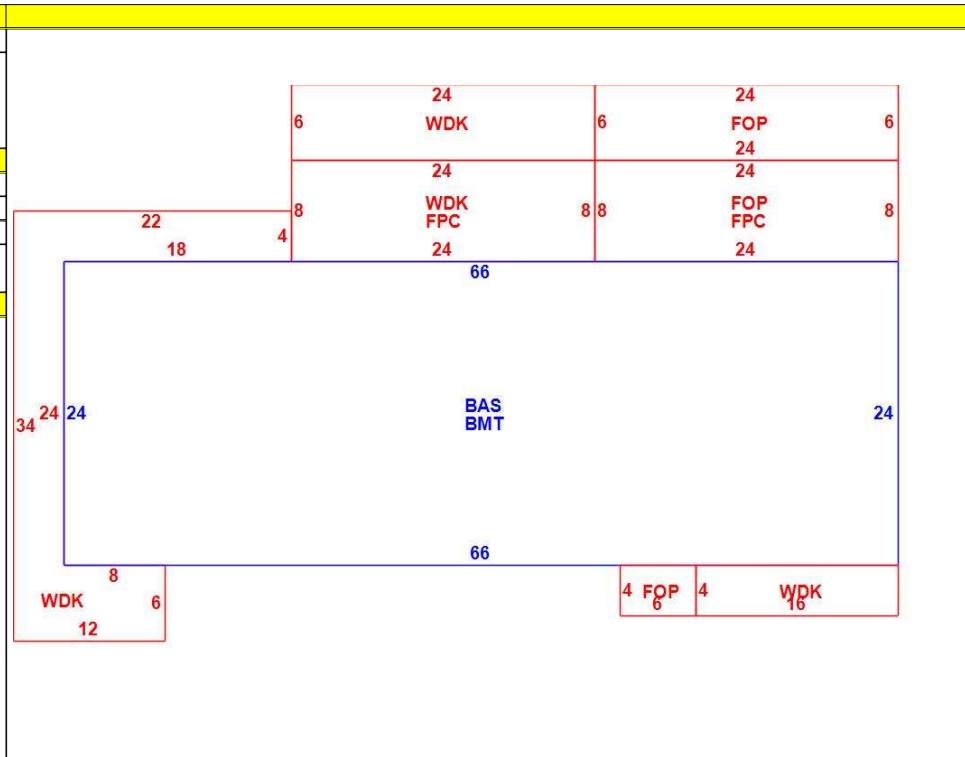 24 24
6 WDK 6 FOP 6
24
24 24
8 WDK 8 8 FOP 8
FPC FPC
22
4
18 24 24
66
BAS
24 24 BMT 24
34
66
8
4 FOP 4 WDK
WDK 6 6 16
12